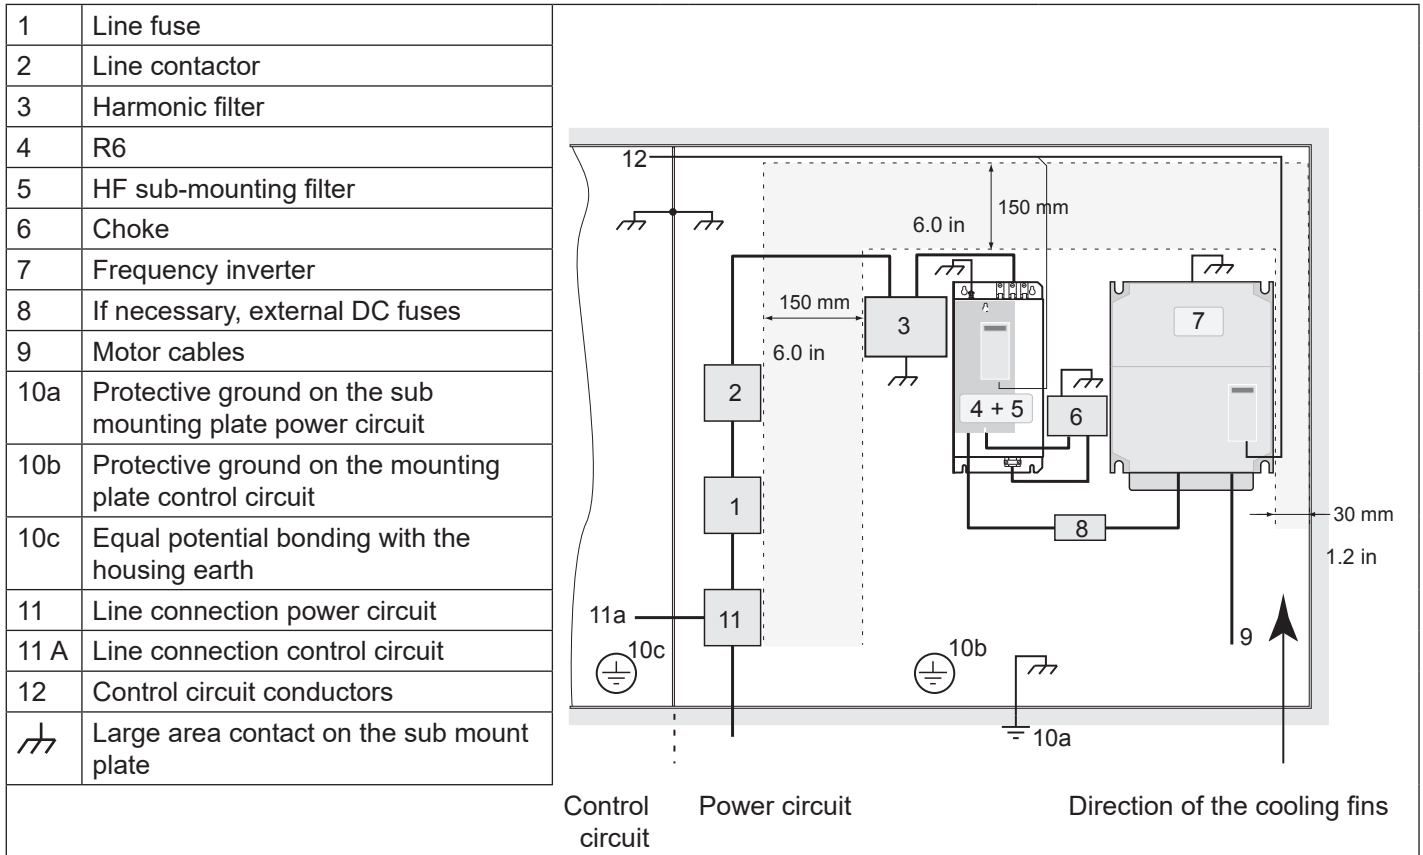 1 Line fuse
2 Line contactor
3 Harmonic filter
4 R6
5 HF sub-mounting filter
6 Choke
7 Frequency inverter
8 If necessary, external DC fuses
9 Motor cables
10a Protective ground on the sub
mounting plate power circuit
10b Protective ground on the mounting
plate control circuit
10c Equal potential bonding with the
housing earth
11 Line connection power circuit
11 A Line connection control circuit
12 Control circuit conductors
Large area contact on the sub mount
plate
12
150 mm
6.0 in
150 mm
6.0 in
3
7
2
4 + 5
6
1
8
30 mm
1.2 in
11a
11
9
10c
10b
10a
Control
circuit
Power circuit
Direction of the cooling fins